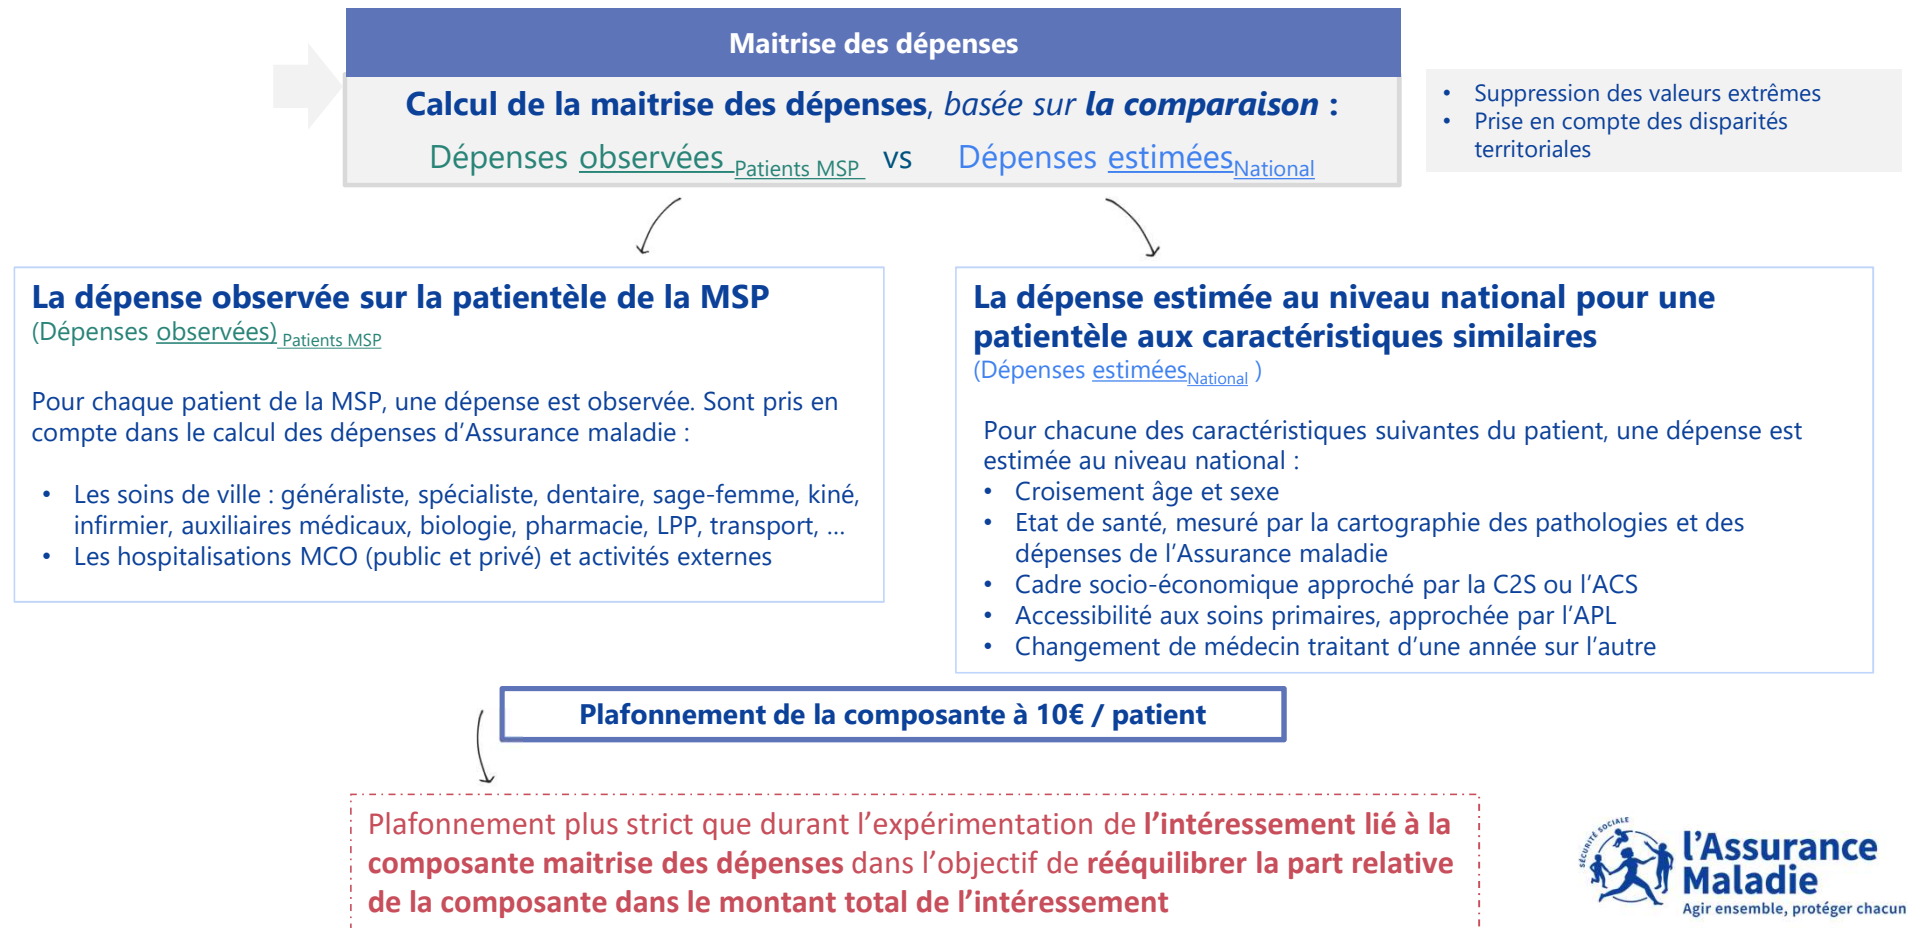 Maitrise des dépenses
Calcul de la maitrise des dépenses, basée sur la comparaison :
Dépenses observées Patients MSP vs Dépenses estimées National
• Suppression des valeurs extrêmes
• Prise en compte des disparités
territoriales
La dépense observée sur la patientèle de la MSP
(Dépenses observées) Patients MSP
Pour chaque patient de la MSP, une dépense est observée. Sont pris en
compte dans le calcul des dépenses d’Assurance maladie :
• Les soins de ville : généraliste, spécialiste, dentaire, sage-femme, kiné,
infirmier, auxiliaires médicaux, biologie, pharmacie, LPP, transport, …
• Les hospitalisations MCO (public et privé) et activités externes
La dépense estimée au niveau national pour une
patientèle aux caractéristiques similaires
(Dépenses estimées National )
Pour chacune des caractéristiques suivantes du patient, une dépense est
estimée au niveau national :
• Croisement âge et sexe
• Etat de santé, mesuré par la cartographie des pathologies et des
dépenses de l’Assurance maladie
• Cadre socio-économique approché par la C2S ou l’ACS
• Accessibilité aux soins primaires, approchée par l’APL
• Changement de médecin traitant d’une année sur l’autre
Plafonnement de la composante à 10€ / patient
Plafonnement plus strict que durant l’expérimentation de l’intéressement lié à la
composante maitrise des dépenses dans l’objectif de rééquilibrer la part relative
de la composante dans le montant total de l’intéressement
SÉCURITÉ SOCIALE
l’Assurance
Maladie
Agir ensemble, protéger chacun